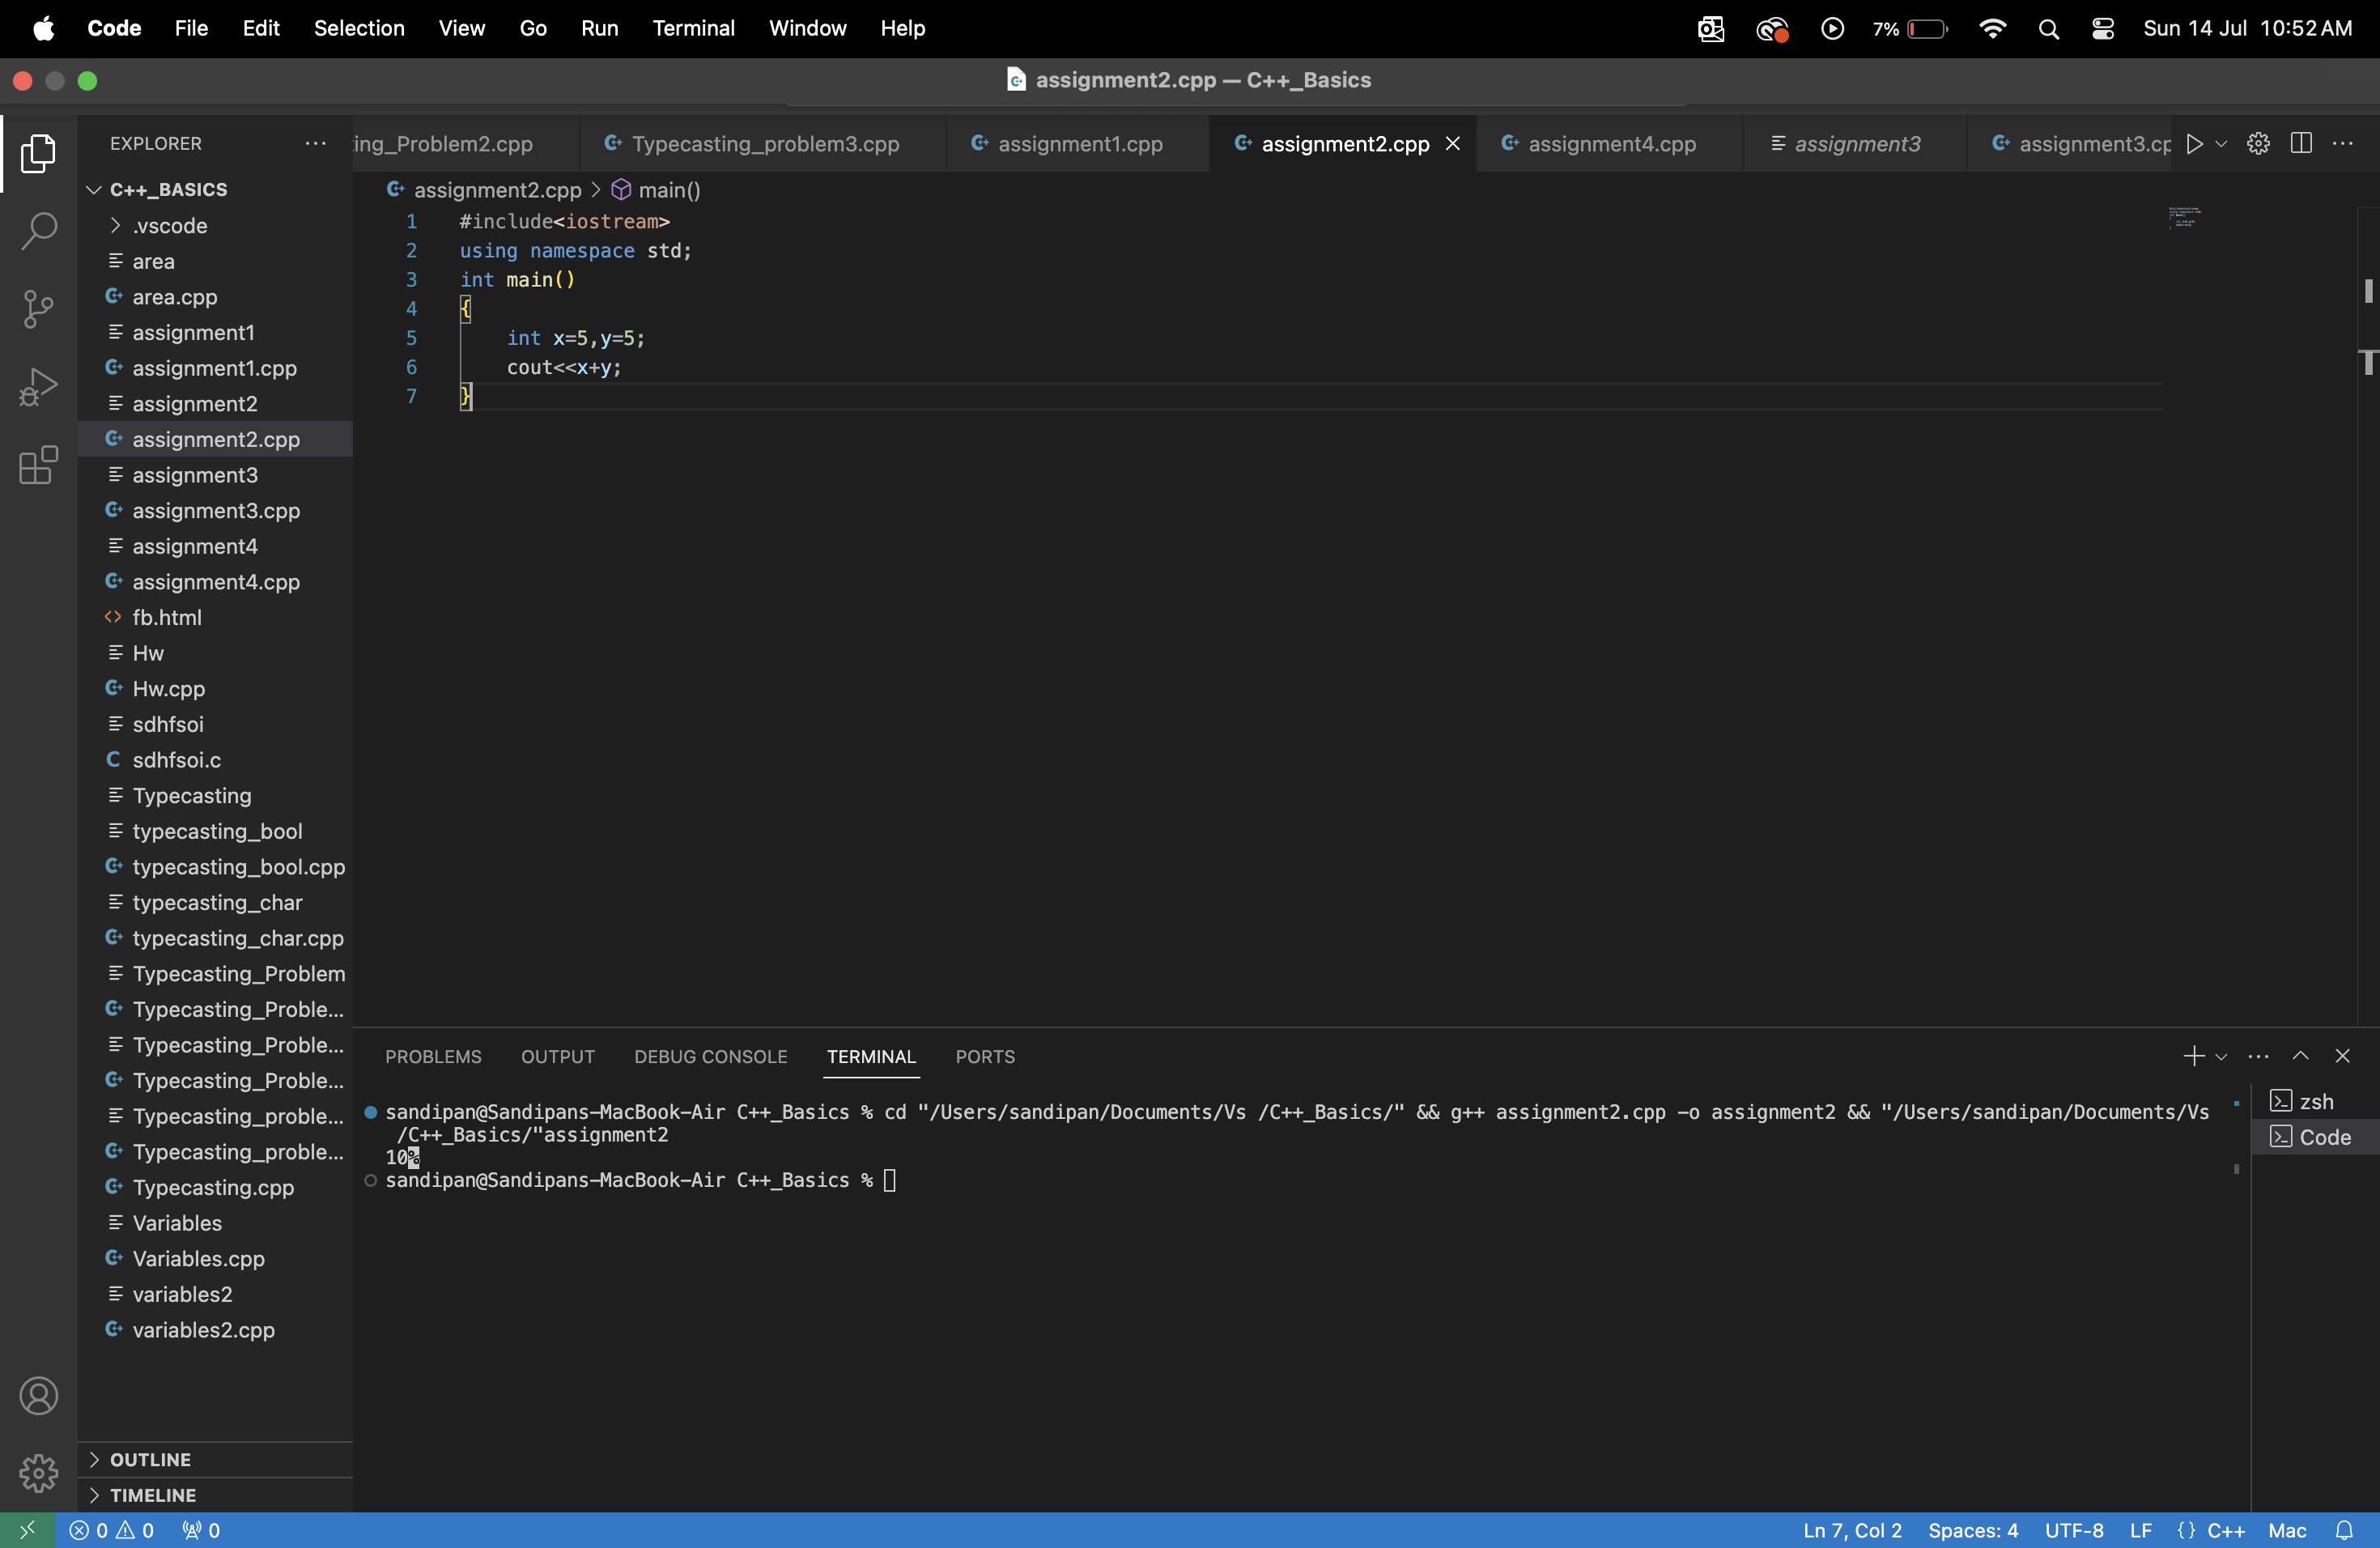 Code File Edit Selection View Go Run Terminal Window Help 7% Sun 14 Jul 10:52 AM
assignment2.cpp — C++_Basics
EXPLORER
ing_Problem2.cpp Typecasting_problem3.cpp assignment1.cpp assignment2.cpp assignment4.cpp assignment3 assignment3.cp
C++_BASICS
.vscode
area
area.cpp
assignment1
assignment1.cpp
assignment2
assignment2.cpp
assignment3
assignment3.cpp
assignment4
assignment4.cpp
fb.html
Hw
Hw.cpp
sdhfsoi
sdhfsoi.c
Typecasting
typecasting_bool
typecasting_bool.cpp
typecasting_char
typecasting_char.cpp
Typecasting_Problem
Typecasting_Proble...
Typecasting_Proble...
Typecasting_Proble...
Typecasting_proble...
Typecasting_proble...
Typecasting.cpp
Variables
Variables.cpp
variables2
variables2.cpp
OUTLINE
TIMELINE
assignment2.cpp > main()
1 #include<iostream>
2 using namespace std;
3 int main()
4 {
5 int x=5,y=5;
6 cout<<x+y;
7 }
PROBLEMS OUTPUT DEBUG CONSOLE TERMINAL PORTS
sandipan@Sandipans-MacBook-Air C++_Basics % cd "/Users/sandipan/Documents/Vs /C++_Basics/" && g++ assignment2.cpp -o assignment2 && "/Users/sandipan/Documents/Vs
/C++_Basics/"assignment2
10%
sandipan@Sandipans-MacBook-Air C++_Basics %
zsh
Code
0 0 0 Ln 7, Col 2 Spaces: 4 UTF-8 LF {} C++ Mac